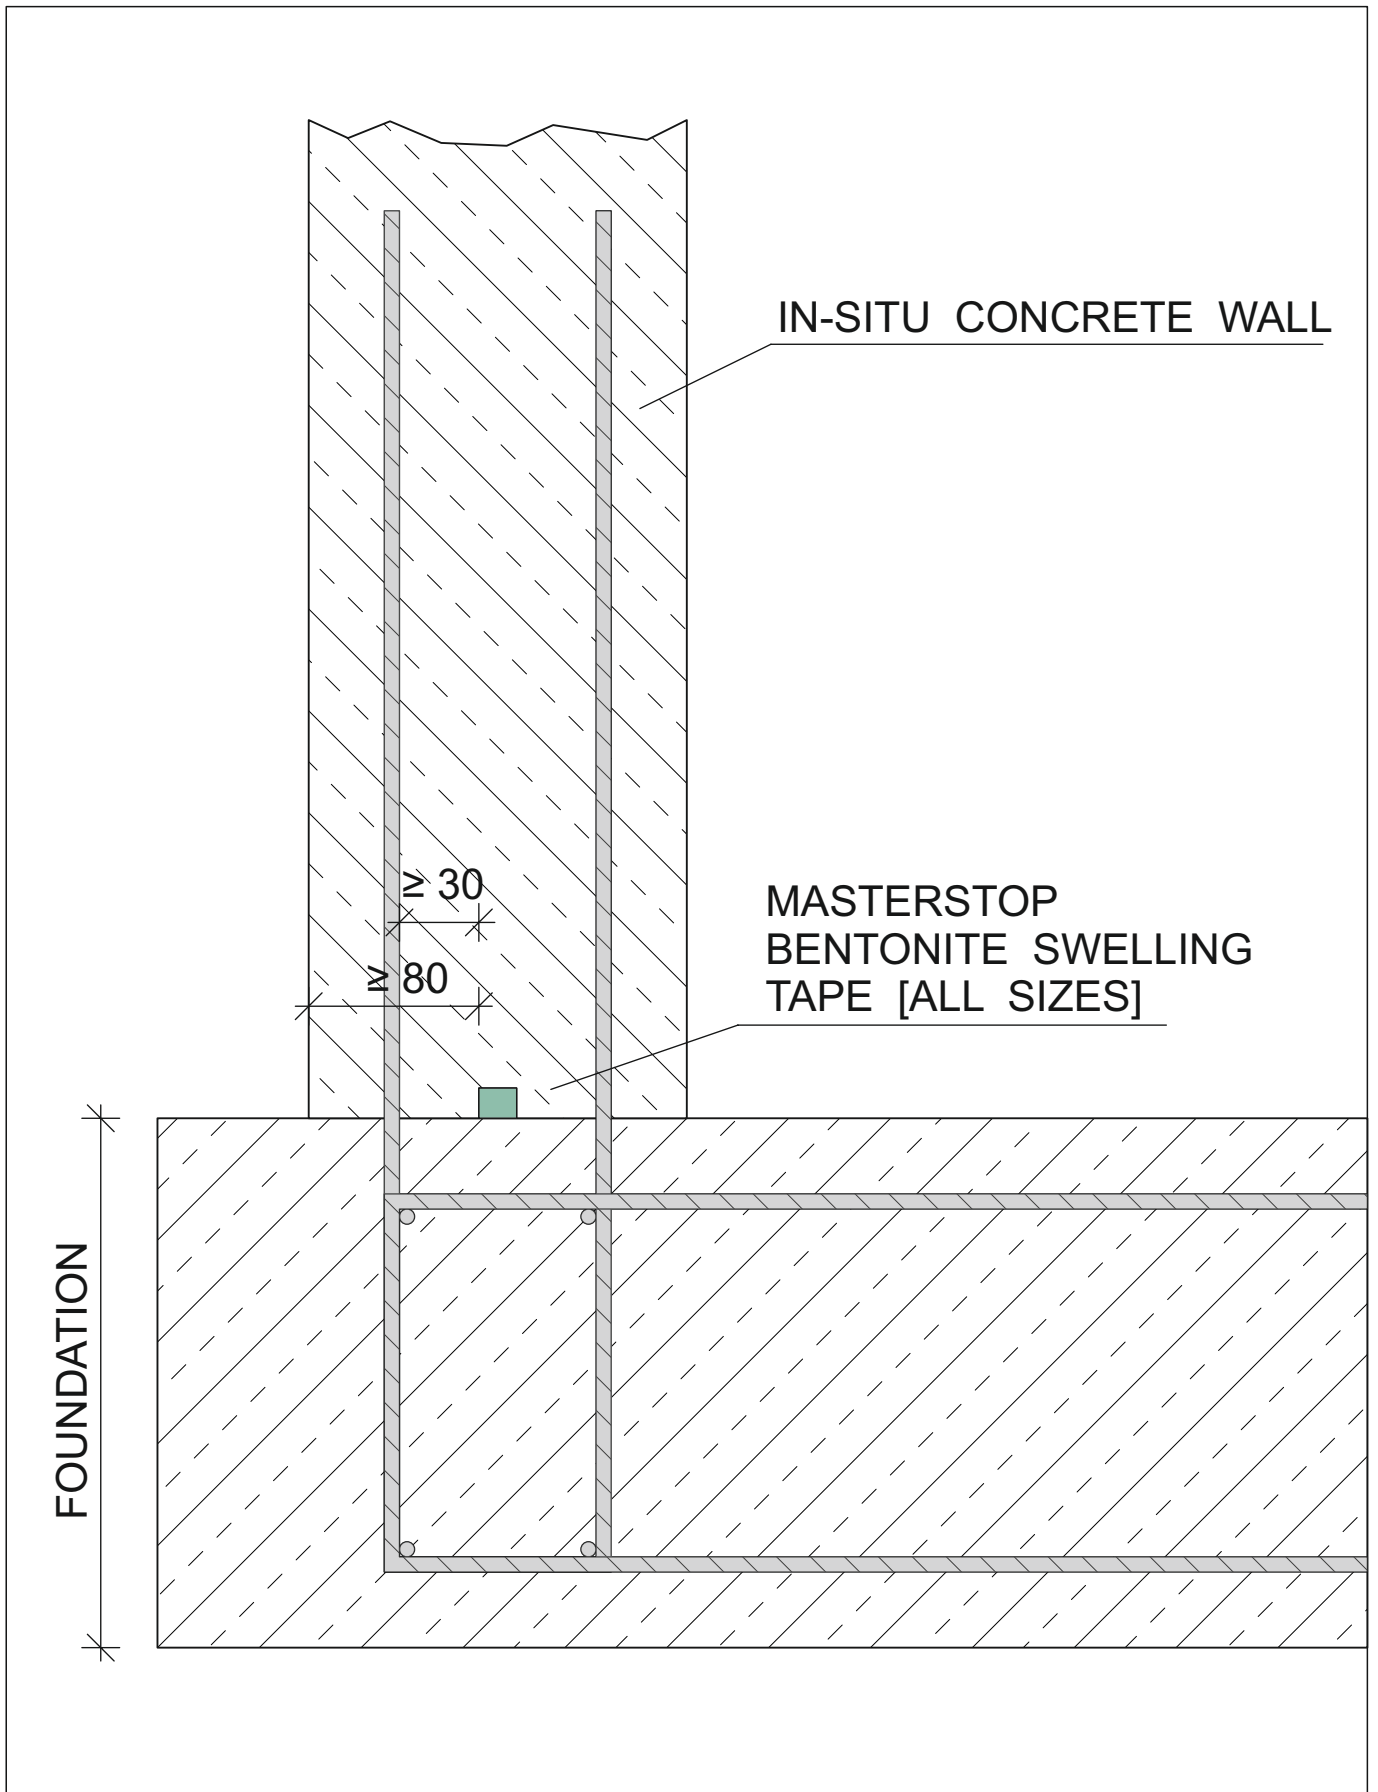 IN-SITU CONCRETE WALL
≥ 30
≥ 80
MASTERSTOP
BENTONITE SWELLING
TAPE [ALL SIZES]
FOUNDATION